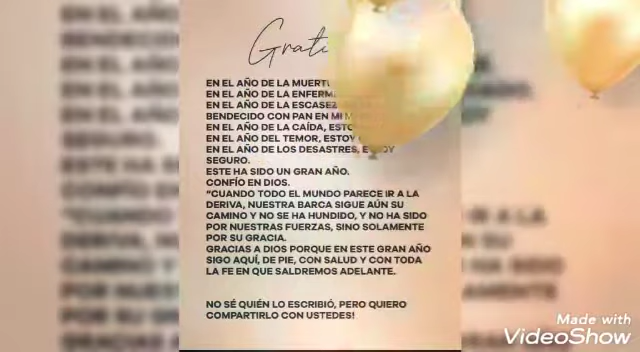 Grati
EN EL AÑO DE LA MUERTE
EN EL AÑO DE LA
EN EL AÑO DE LA ESCASEZ
BENDECIDO CON PAN EN MI
EN EL AÑO DE LA CAÍDA,
EN EL AÑO DEL TEMOR, ESTOY
EN EL AÑO DE LOS DESASTRES, ESTOY
SEGURO.
ESTE HA SIDO UN GRAN AÑO.
CONFÍO EN DIOS.
"CUANDO TODO EL MUNDO PARECE IR A LA
DERIVA, NUESTRA BARCA SIGUE AÚN SU
CAMINO Y NO SE HA HUNDIDO, Y NO HA SIDO
POR NUESTRAS FUERZAS, SINO SOLAMENTE
POR SU GRACIA.
GRACIAS A DIOS PORQUE EN ESTE GRAN AÑO
SIGO AQUÍ, DE PIE, CON SALUD Y CON TODA
LA FE EN QUE SALDREMOS ADELANTE.
NO SÉ QUIÉN LO ESCRIBIÓ, PERO QUIERO
COMPARTIRLO CON USTEDES!
Made with
VideoShow